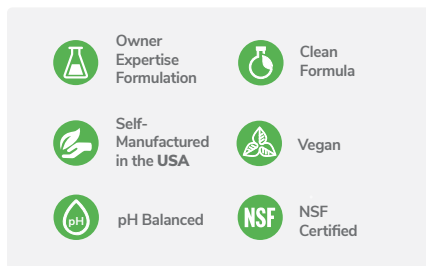 Owner
Expertise
Formulation
Clean
Formula
Self-
Manufactured
in the USA
Vegan
pH
pH Balanced
NSF
NSF
Certified